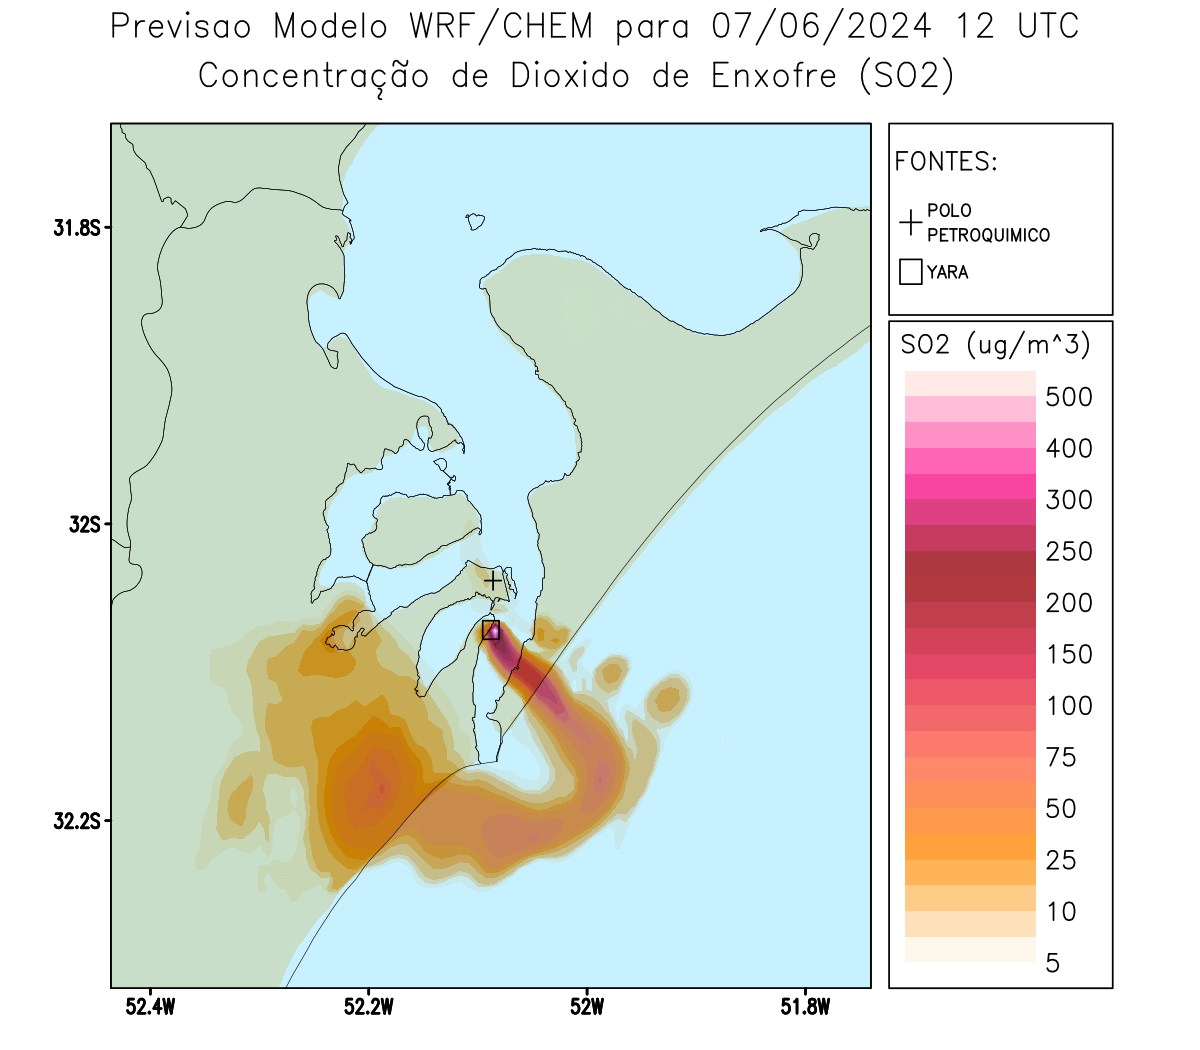 Previsao Modelo WRF/CHEM para 07/06/2024 12 UTC
Concentração de Dioxido de Enxofre (SO2)
FONTES:
POLO
PETROQUIMICO
YARA
31.8S
32S
32.2S
52.4W
52.2W
52W
51.8W
SO2 (ug/m^3)
500
400
300
250
200
150
100
75
50
25
10
5